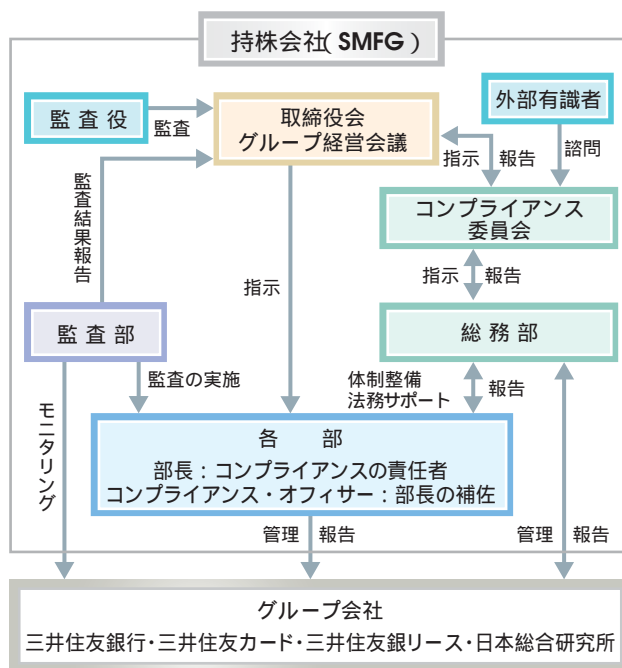 持株会社（SMFG）
監査役
監査
取締役会
グループ経営会議
外部有識者
諮問
指示
報告
コンプライアンス
委員会
監査結果報告
指示
指示
報告
監査部
総務部
監査の実施
体制整備
法務サポート
報告
モニタリング
各 部
部長：コンプライアンスの責任者
コンプライアンス・オフィサー：部長の補佐
管理
報告
管理
報告
グループ会社
三井住友銀行・三井住友カード・三井住友銀リース・日本総合研究所